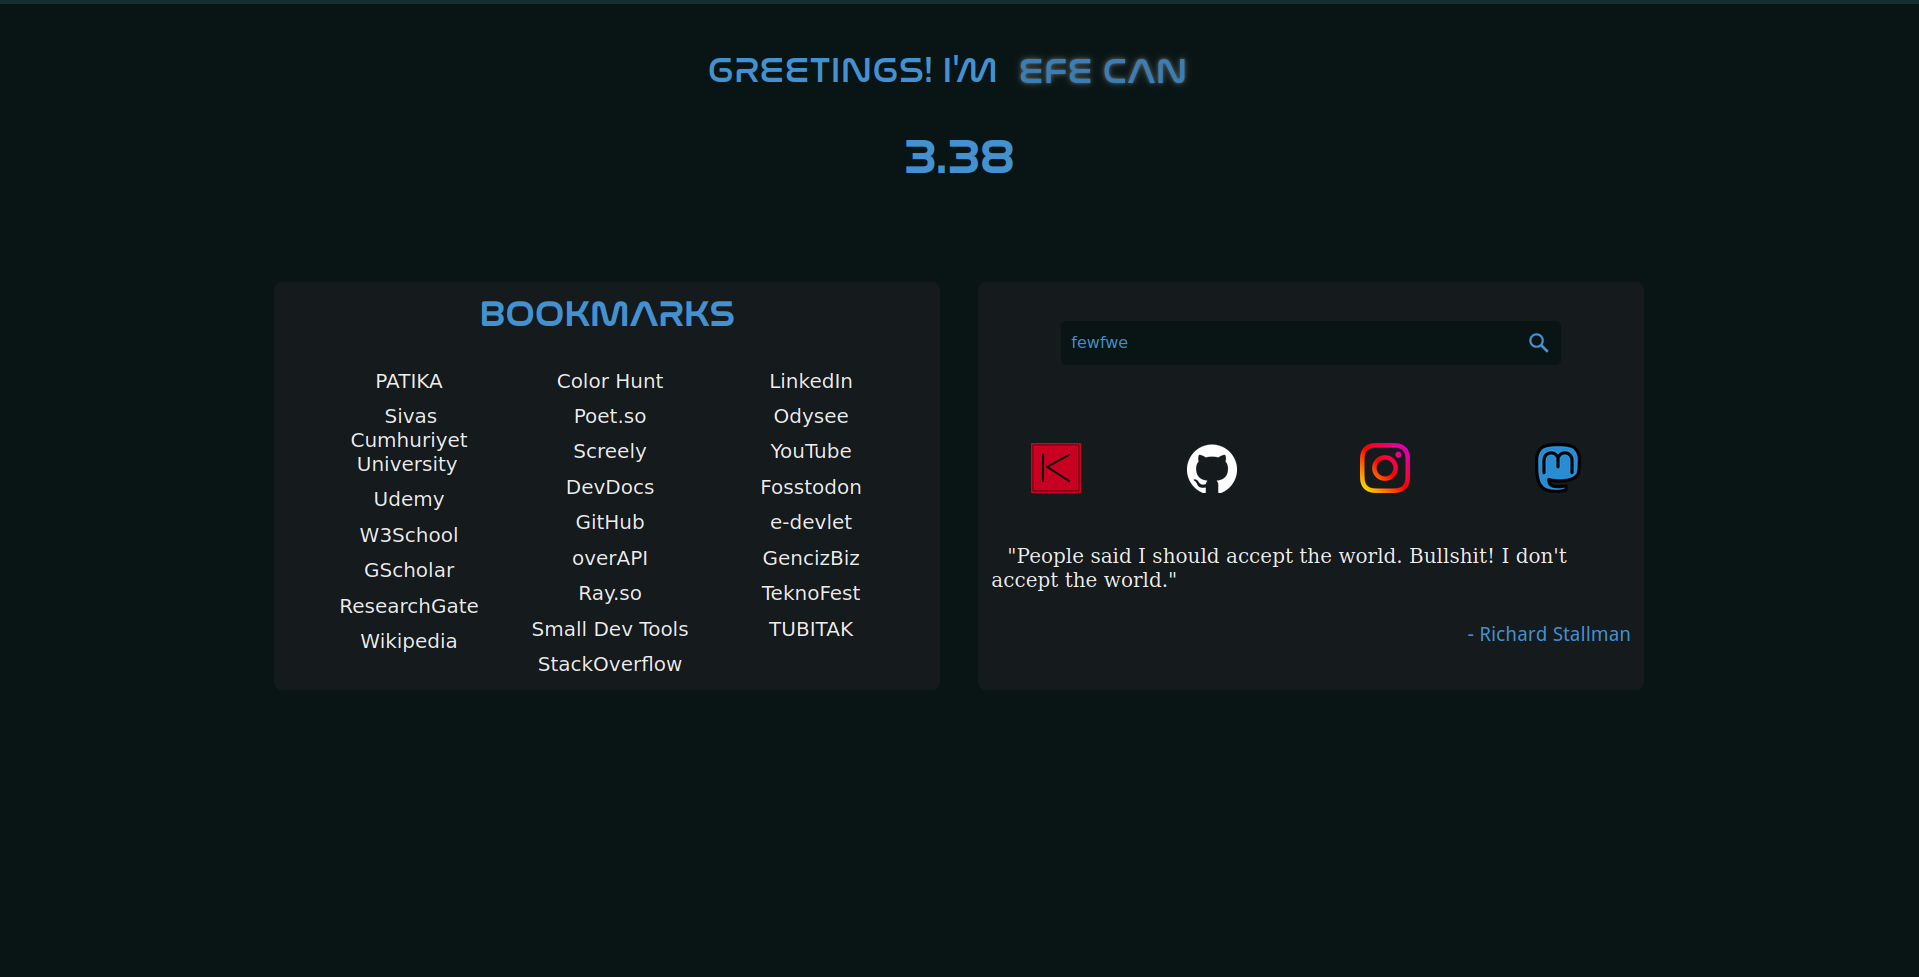 GREETINGS! I'M EFE CAN
3.38
BOOKMARKS
PATIKA
Sivas
Cumhuriyet
University
Udemy
W3School
GScholar
ResearchGate
Wikipedia
Color Hunt
Poet.so
Screely
DevDocs
GitHub
overAPI
Ray.so
Small Dev Tools
StackOverflow
LinkedIn
Odysee
YouTube
Fosstodon
e-devlet
GencizBiz
TeknoFest
TUBITAK
fewfwe
"People said I should accept the world. Bullshit! I don't
accept the world."
- Richard Stallman